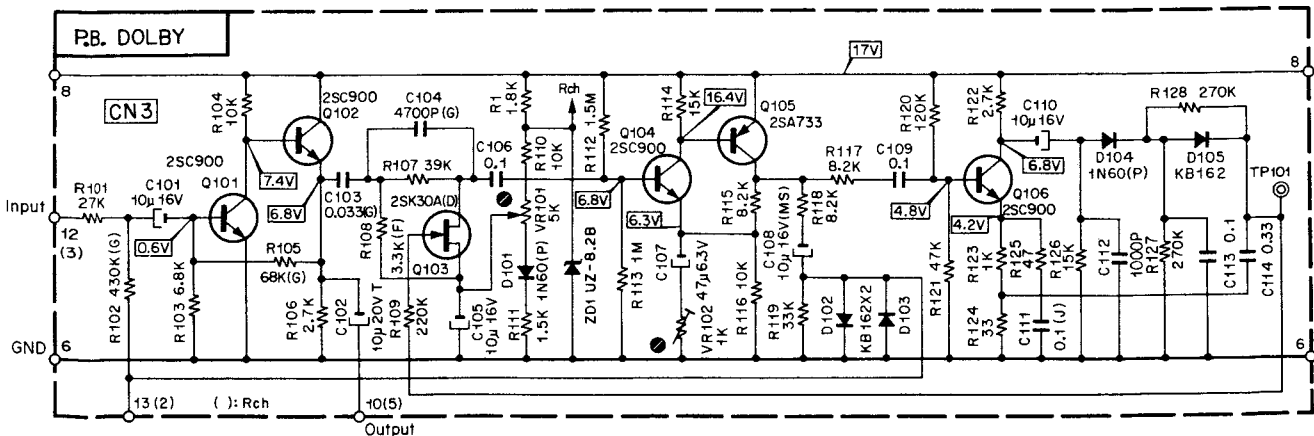 P.B. DOLBY
CN3
8
17V
8
R104
10K
2SC900
Q102
C104
4700P(G)
R1
1.8K
Rch
R112 1.5M
R114
15K
16.4V
Q105
2SA733
R120
120K
R122
2.7K
C110
10μ 16V
R128 270K
2SC900
Q101
7.4V
R107 39K
C106
0.1
R110
10K
Q104
2SC900
R117
8.2K
C109
0.1
6.8V
D104
1N60(P)
D105
KB162
TP101
R101
27K
C101
10μ 16V
6.8V
C103
0.033(G)
2SK30A(D)
VR101
5K
6.8V
R115
8.2K
R118
8.2K
4.8V
Q106
2SC900
Input
12
(3)
0.6V
R105
68K(G)
R108
3.3K(F)
Q103
D101
1N60(P)
6.3V
C108
10μ 16V(MS)
4.2V
R102 430K(G)
R103 6.8K
R106
2.7K
C102
10μ 20V T
R109
220K
C105
10μ 16V
R111
1.5K
ZD1 UZ-8.2B
R113 1M
C107
47μ6.3V
VR102
1K
R116 10K
R119
33K
D102
KB162X2
D103
R121 47K
R123
1K
R125
47
R124
33
C111
0.1(J)
R126
15K
C112
1000P
R127
270K
C113 0.1
C114 0.33
GND
6
6
13(2)
( ): Rch
10(5)
Output